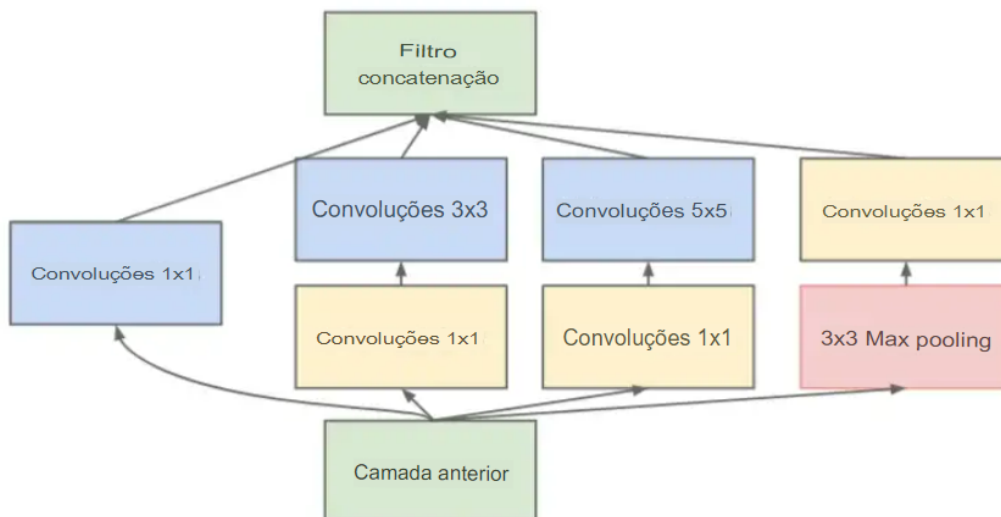 Filtro
concatenação
Convoluções 3x3
Convoluções 5x5
Convoluções 1x1
Convoluções 1x1
Convoluções 1x1
Convoluções 1x1
3x3 Max pooling
Camada anterior